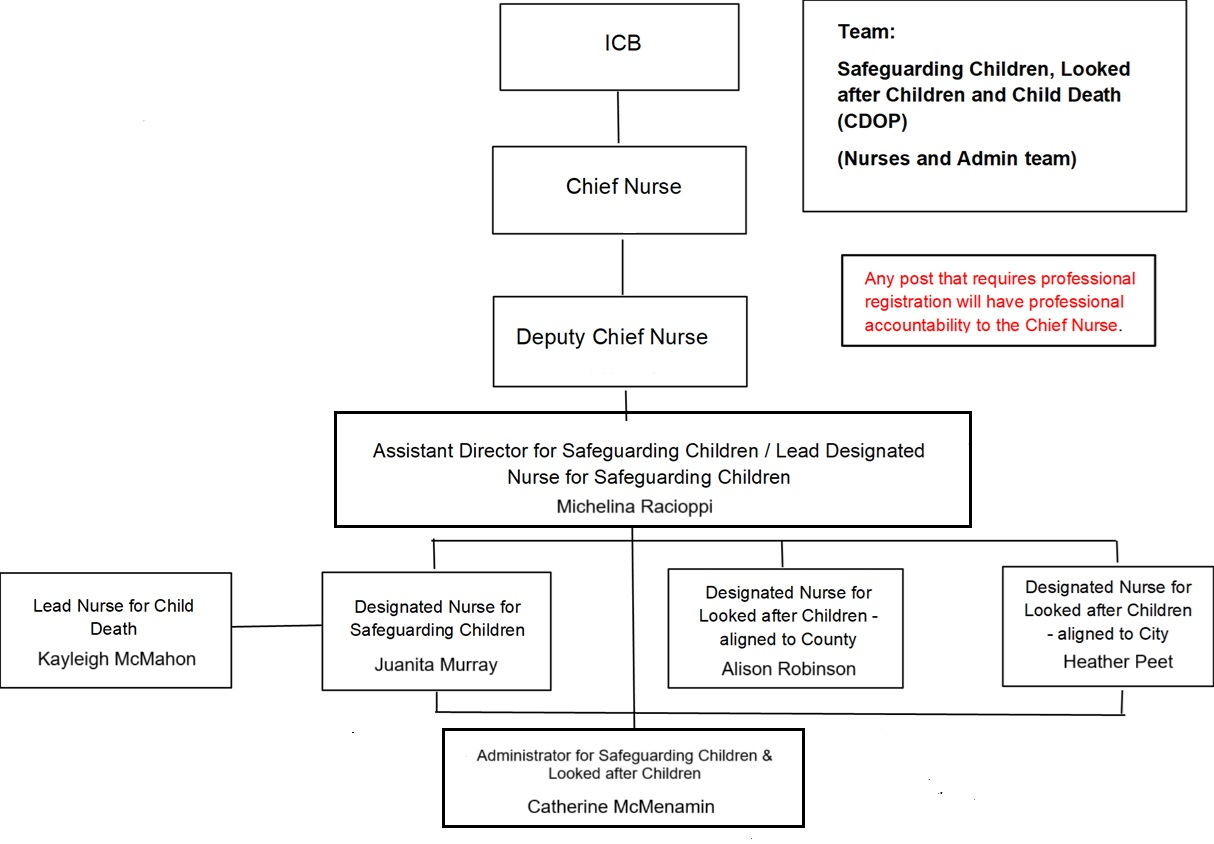 ICB
Team:
Safeguarding Children, Looked
after Children and Child Death
(CDOP)
(Nurses and Admin team)
Chief Nurse
Any post that requires professional
registration will have professional
accountability to the Chief Nurse.
Deputy Chief Nurse
Assistant Director for Safeguarding Children / Lead Designated
Nurse for Safeguarding Children
Michelina Racioppi
Lead Nurse for Child
Death
Kayleigh McMahon
Designated Nurse for
Safeguarding Children
Juanita Murray
Designated Nurse for
Looked after Children -
aligned to County
Alison Robinson
Designated Nurse for
Looked after Children
- aligned to City
Heather Peet
Administrator for Safeguarding Children &
Looked after Children
Catherine McMenamin